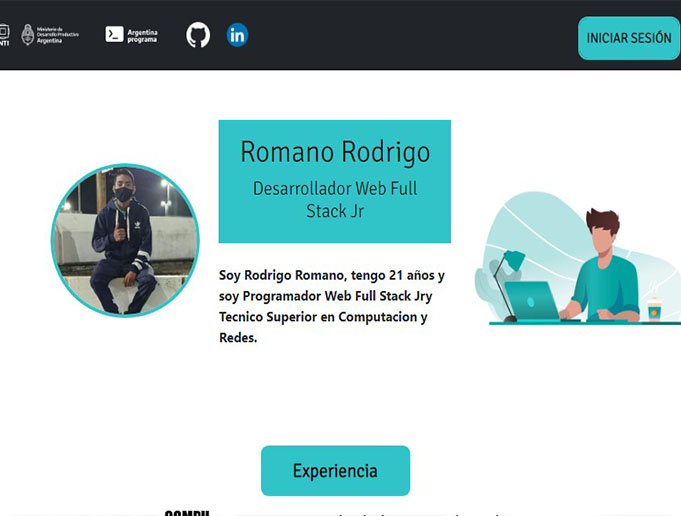 NTI
Ministerio de
Desarrollo Productivo
Argentina
Argentina
programa
in
INICIAR SESIÓN
Romano Rodrigo
Desarrollador Web Full
Stack Jr
Soy Rodrigo Romano, tengo 21 años y
soy Programador Web Full Stack Jry
Tecnico Superior en Computacion y
Redes.
Experiencia